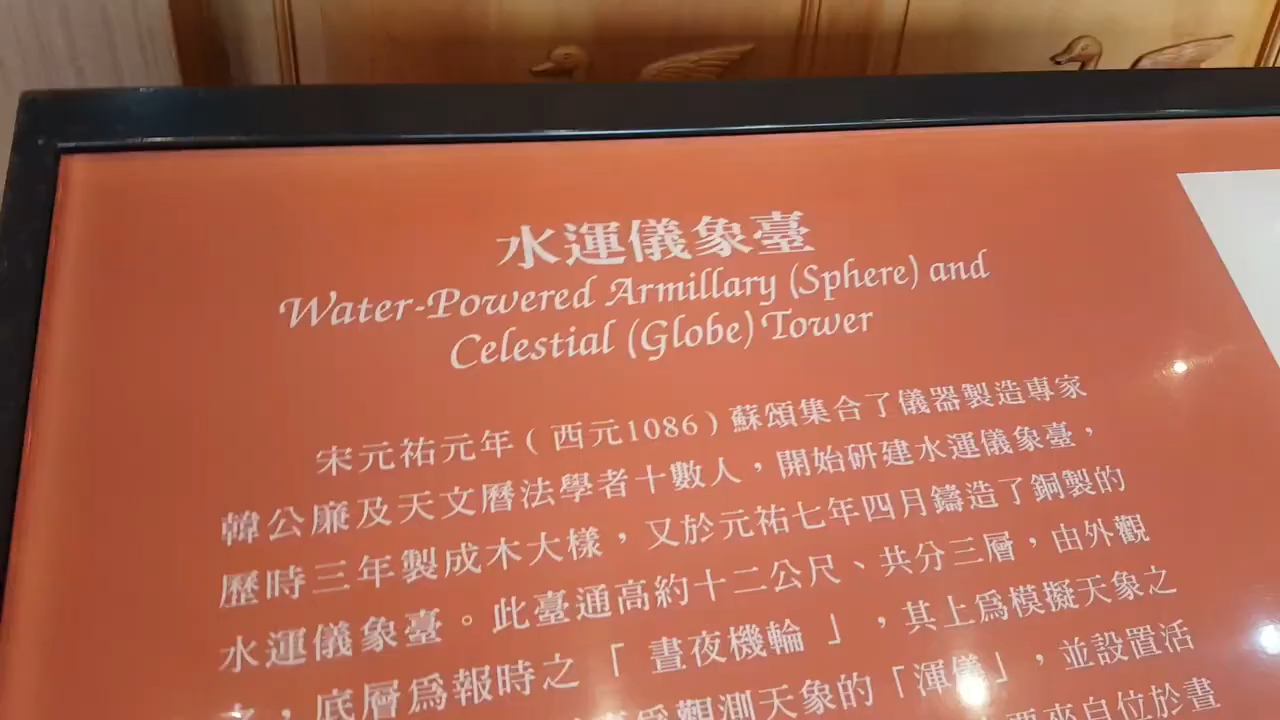 水運儀象臺
Water-Powered Armillary (Sphere) and
Celestial (Globe) Tower
宋元祐元年（西元1086）蘇頌集合了儀器製造專家
韓公廉及天文曆法學者十數人，開始研建水運儀象臺，
歷時三年製成木大樣，又於元祐七年四月鑄造了銅製的
水運儀象臺。此臺通高約十二公尺、共分三層，由外觀
，底層爲報時之「晝夜機輪」，其上爲模擬天象之
爲觀測天象的「渾儀」，並設置活
來自位於晝